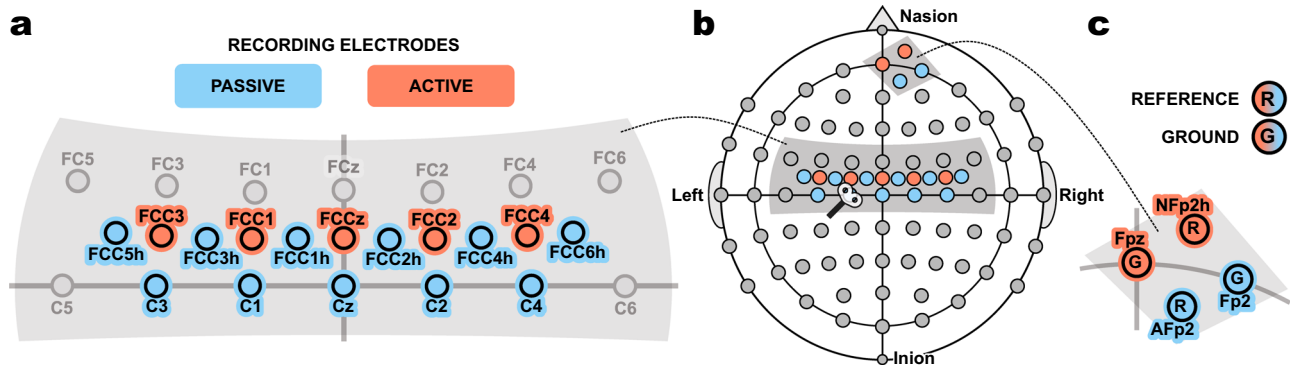 a
RECORDING ELECTRODES
PASSIVE
ACTIVE
FC5
FC3
FC1
FCz
FC2
FC4
FC6
FCC3
FCC1
FCCz
FCC2
FCC4
FCC5h
FCC3h
FCC1h
FCC2h
FCC4h
FCC6h
C5
C3
C1
Cz
C2
C4
C6
b
Nasion
Left
Right
Inion
c
REFERENCE
R
GROUND
G
NFp2h
R
Fpz
G
G
Fp2
R
AFp2